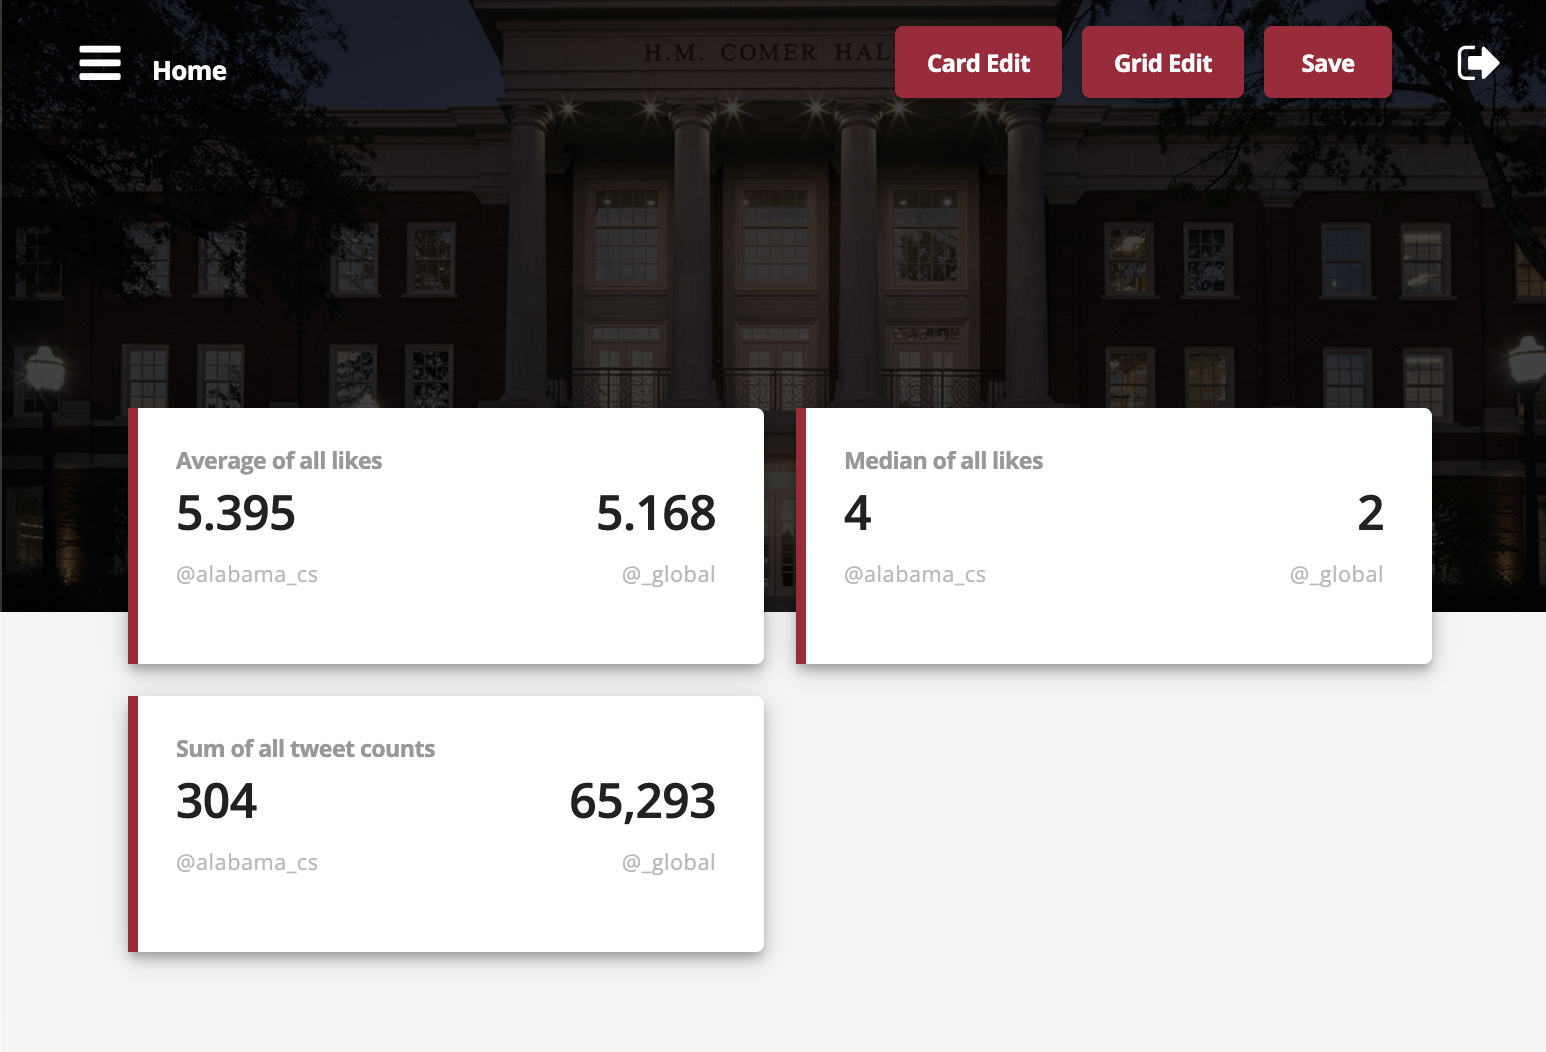 Home
H.M. COMER HALL
Card Edit
Grid Edit
Save
Average of all likes
5.395 5.168
@alabama_cs @_global
Median of all likes
4 2
@alabama_cs @_global
Sum of all tweet counts
304 65,293
@alabama_cs @_global